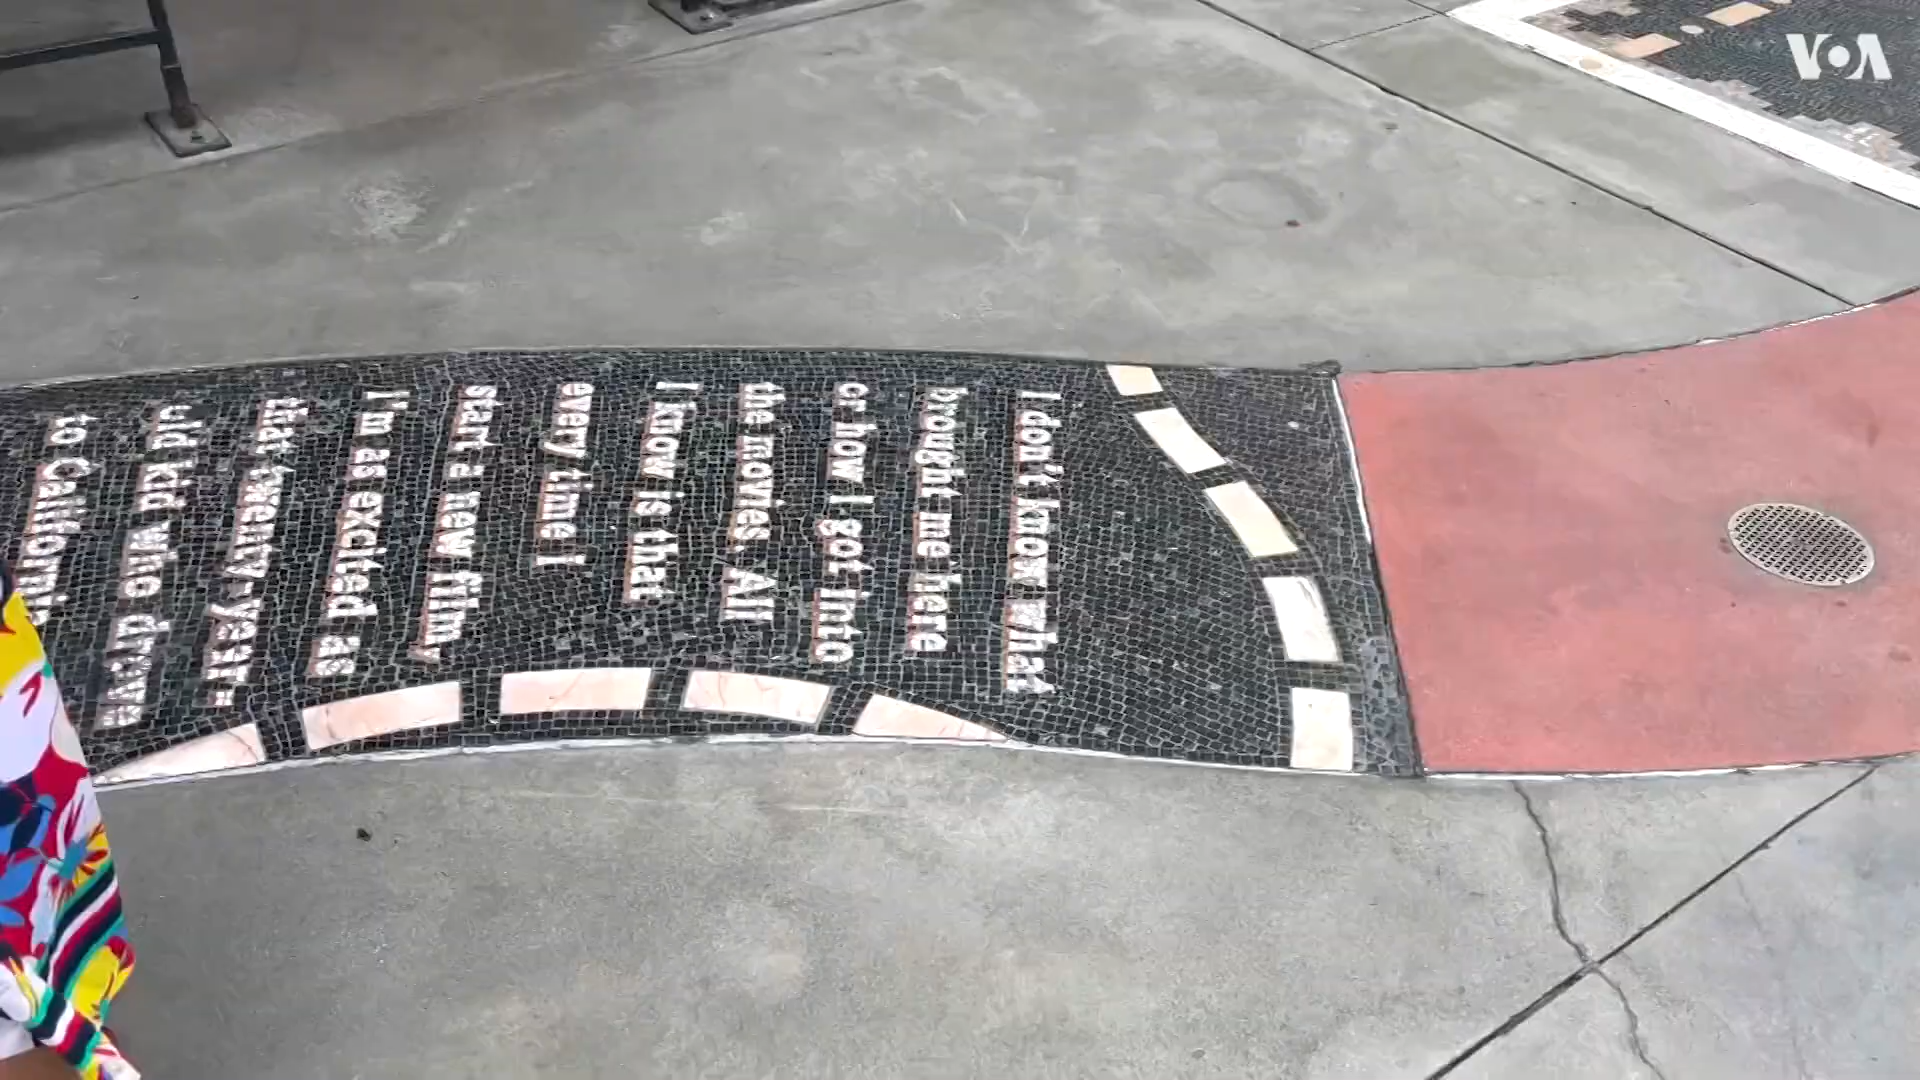 I don't know what
brought me here
or how I got into
the movies. All
I know is that
every time I
start a new film,
I'm as excited as
that twenty-year-
old kid who drove
to California
VOA